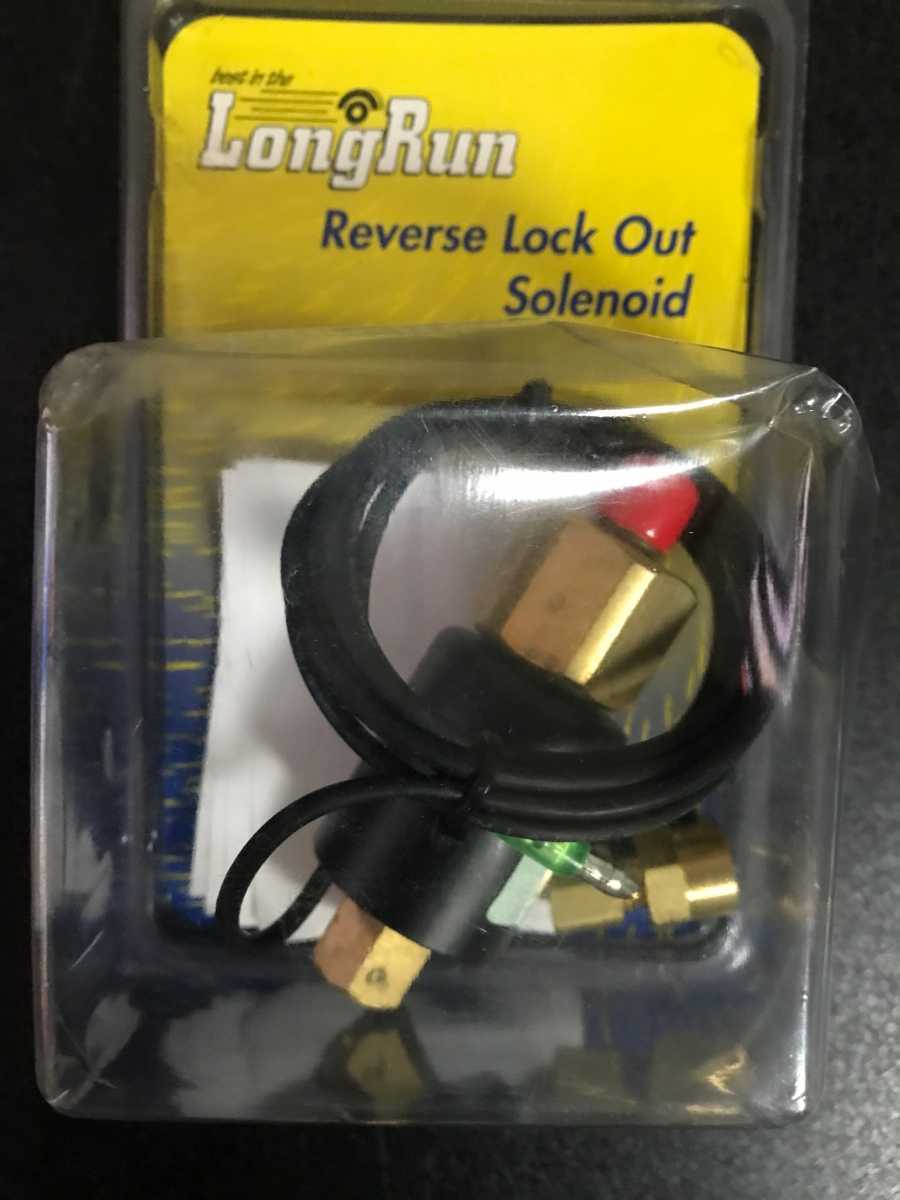 best in the
LongRun
Reverse Lock Out
Solenoid